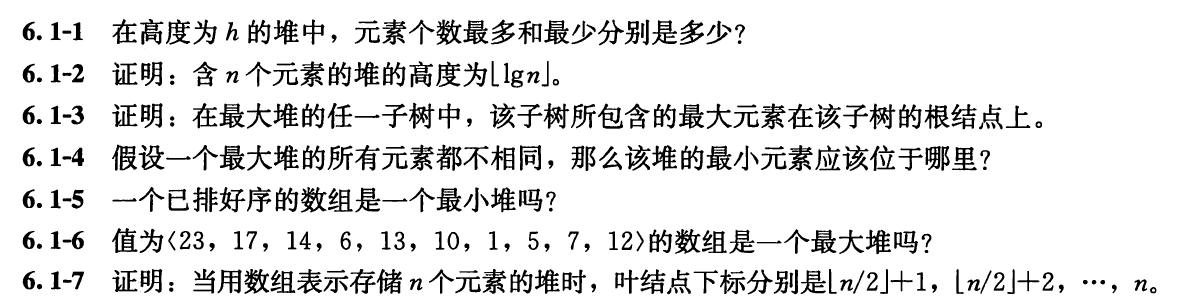 6.1-1 在高度为 h 的堆中，元素个数最多和最少分别是多少？
6.1-2 证明：含 n 个元素的堆的高度为⌊lgn⌋。
6.1-3 证明：在最大堆的任一子树中，该子树所包含的最大元素在该子树的根结点上。
6.1-4 假设一个最大堆的所有元素都不相同，那么该堆的最小元素应该位于哪里？
6.1-5 一个已排好序的数组是一个最小堆吗？
6.1-6 值为〈23，17，14，6，13，10，1，5，7，12〉的数组是一个最大堆吗？
6.1-7 证明：当用数组表示存储 n 个元素的堆时，叶结点下标分别是⌊n/2⌋+1，⌊n/2⌋+2，…，n。